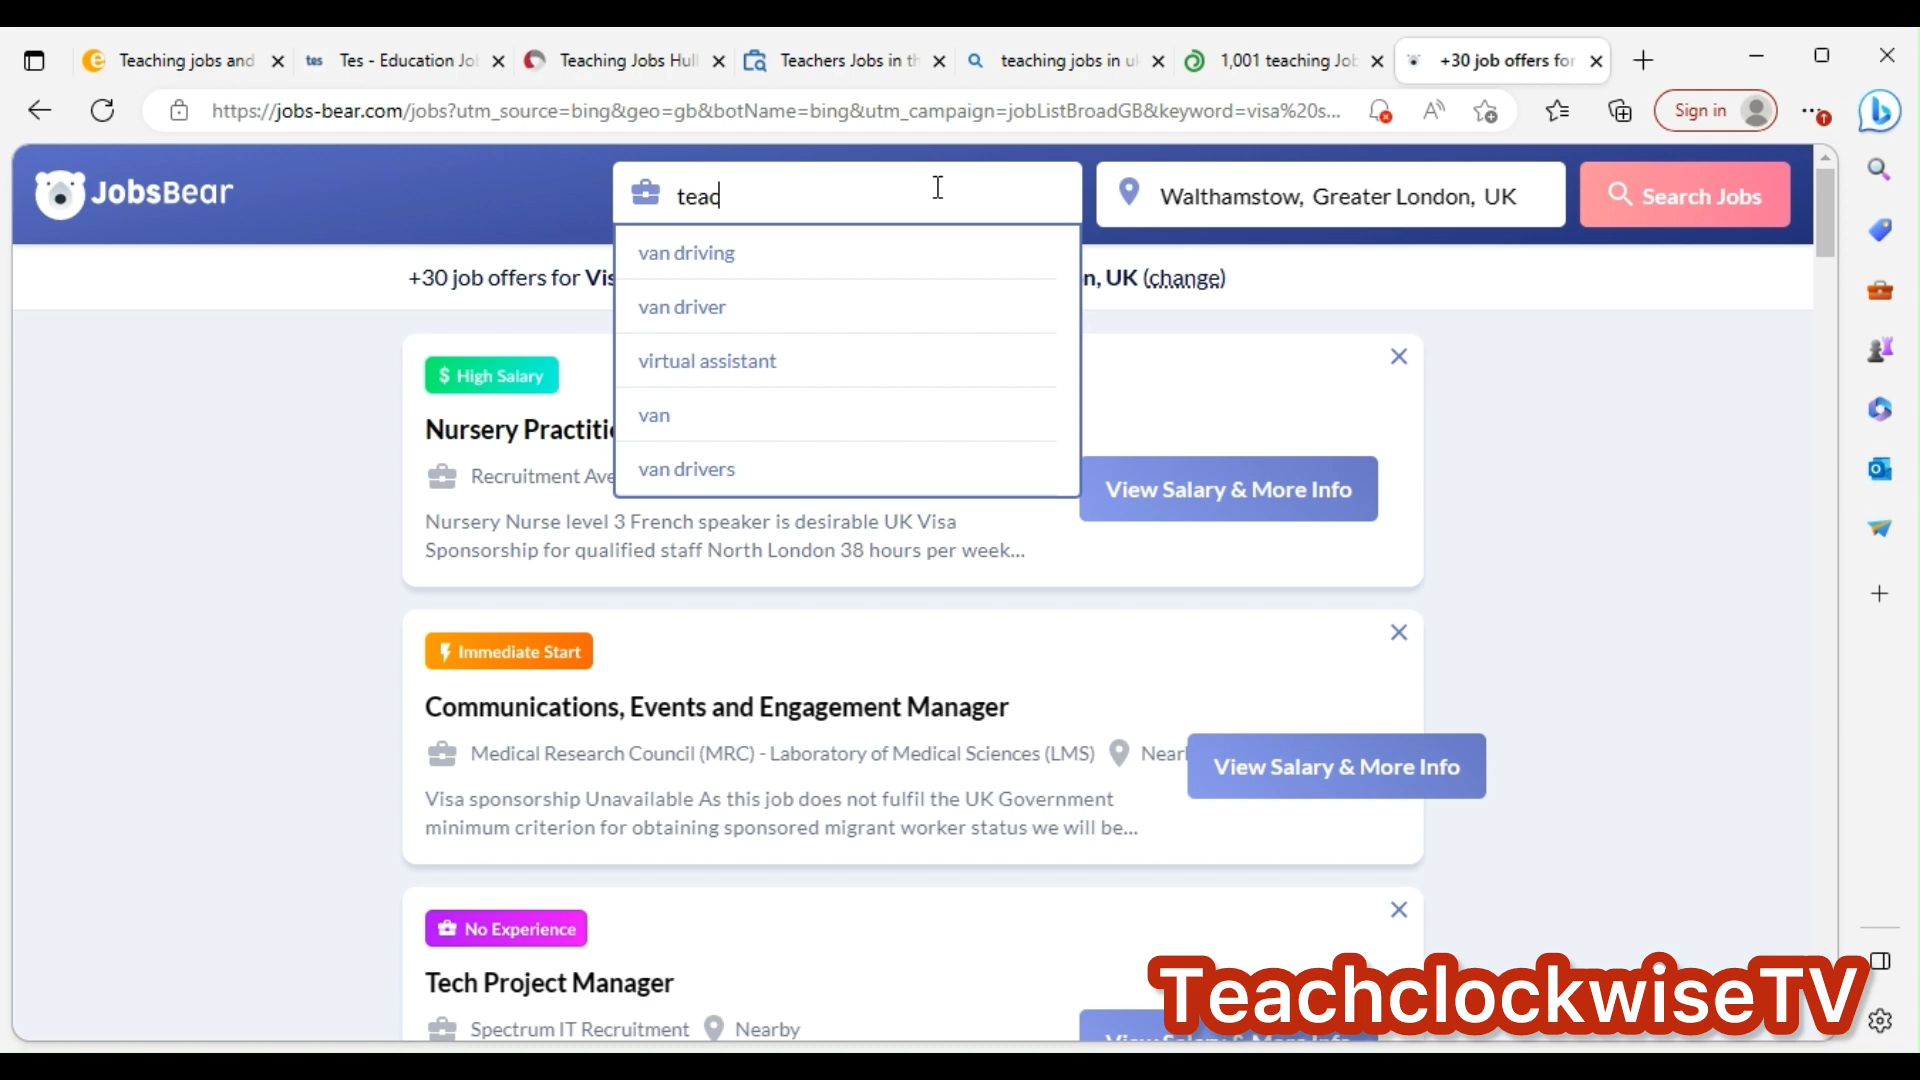 Teaching jobs and
tes Tes - Education Jo
Teaching Jobs Hull
Teachers Jobs in th
teaching jobs in u
1,001 teaching Job
+30 job offers for
https://jobs-bear.com/jobs?utm_source=bing&geo=gb&botName=bing&utm_campaign=jobListBroadGB&keyword=visa%20s...
Sign in
JobsBear
teac
Walthamstow, Greater London, UK
Search Jobs
van driving
+30 job offers for Vis
n, UK (change)
van driver
virtual assistant
$ High Salary
van
Nursery Practiti
van drivers
Recruitment Ave
View Salary & More Info
Nursery Nurse level 3 French speaker is desirable UK Visa
Sponsorship for qualified staff North London 38 hours per week...
Immediate Start
Communications, Events and Engagement Manager
Medical Research Council (MRC) - Laboratory of Medical Sciences (LMS) Near
View Salary & More Info
Visa sponsorship Unavailable As this job does not fulfil the UK Government
minimum criterion for obtaining sponsored migrant worker status we will be...
No Experience
Tech Project Manager
TeachclockwiseTV
Spectrum IT Recruitment Nearby
View Salary & More Info